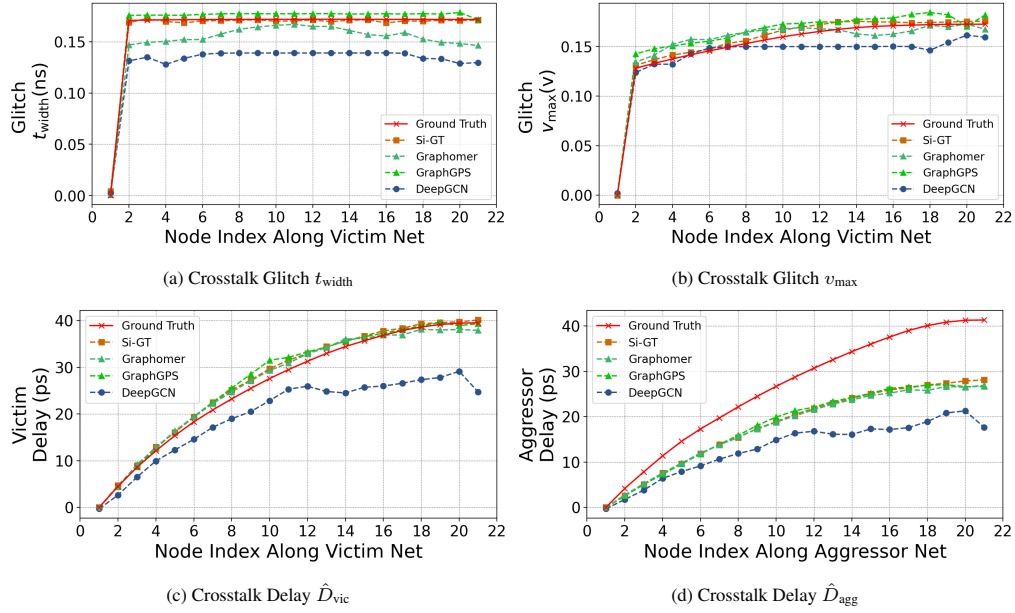 Glitch
t_width(ns)
0.15
0.10
0.05
0.00
Ground Truth
Si-GT
Graphomer
GraphGPS
DeepGCN
0 2 4 6 8 10 12 14 16 18 20 22
Node Index Along Victim Net
(a) Crosstalk Glitch t_width
Glitch
v_max(v)
0.15
0.10
0.05
0.00
Ground Truth
Si-GT
Graphomer
GraphGPS
DeepGCN
0 2 4 6 8 10 12 14 16 18 20 22
Node Index Along Victim Net
(b) Crosstalk Glitch v_max
Victim
Delay (ps)
40
30
20
10
0
Ground Truth
Si-GT
Graphomer
GraphGPS
DeepGCN
0 2 4 6 8 10 12 14 16 18 20 22
Node Index Along Victim Net
(c) Crosstalk Delay D̂_vic
Aggressor
Delay (ps)
40
30
20
10
0
Ground Truth
Si-GT
Graphomer
GraphGPS
DeepGCN
0 2 4 6 8 10 12 14 16 18 20 22
Node Index Along Aggressor Net
(d) Crosstalk Delay D̂_agg